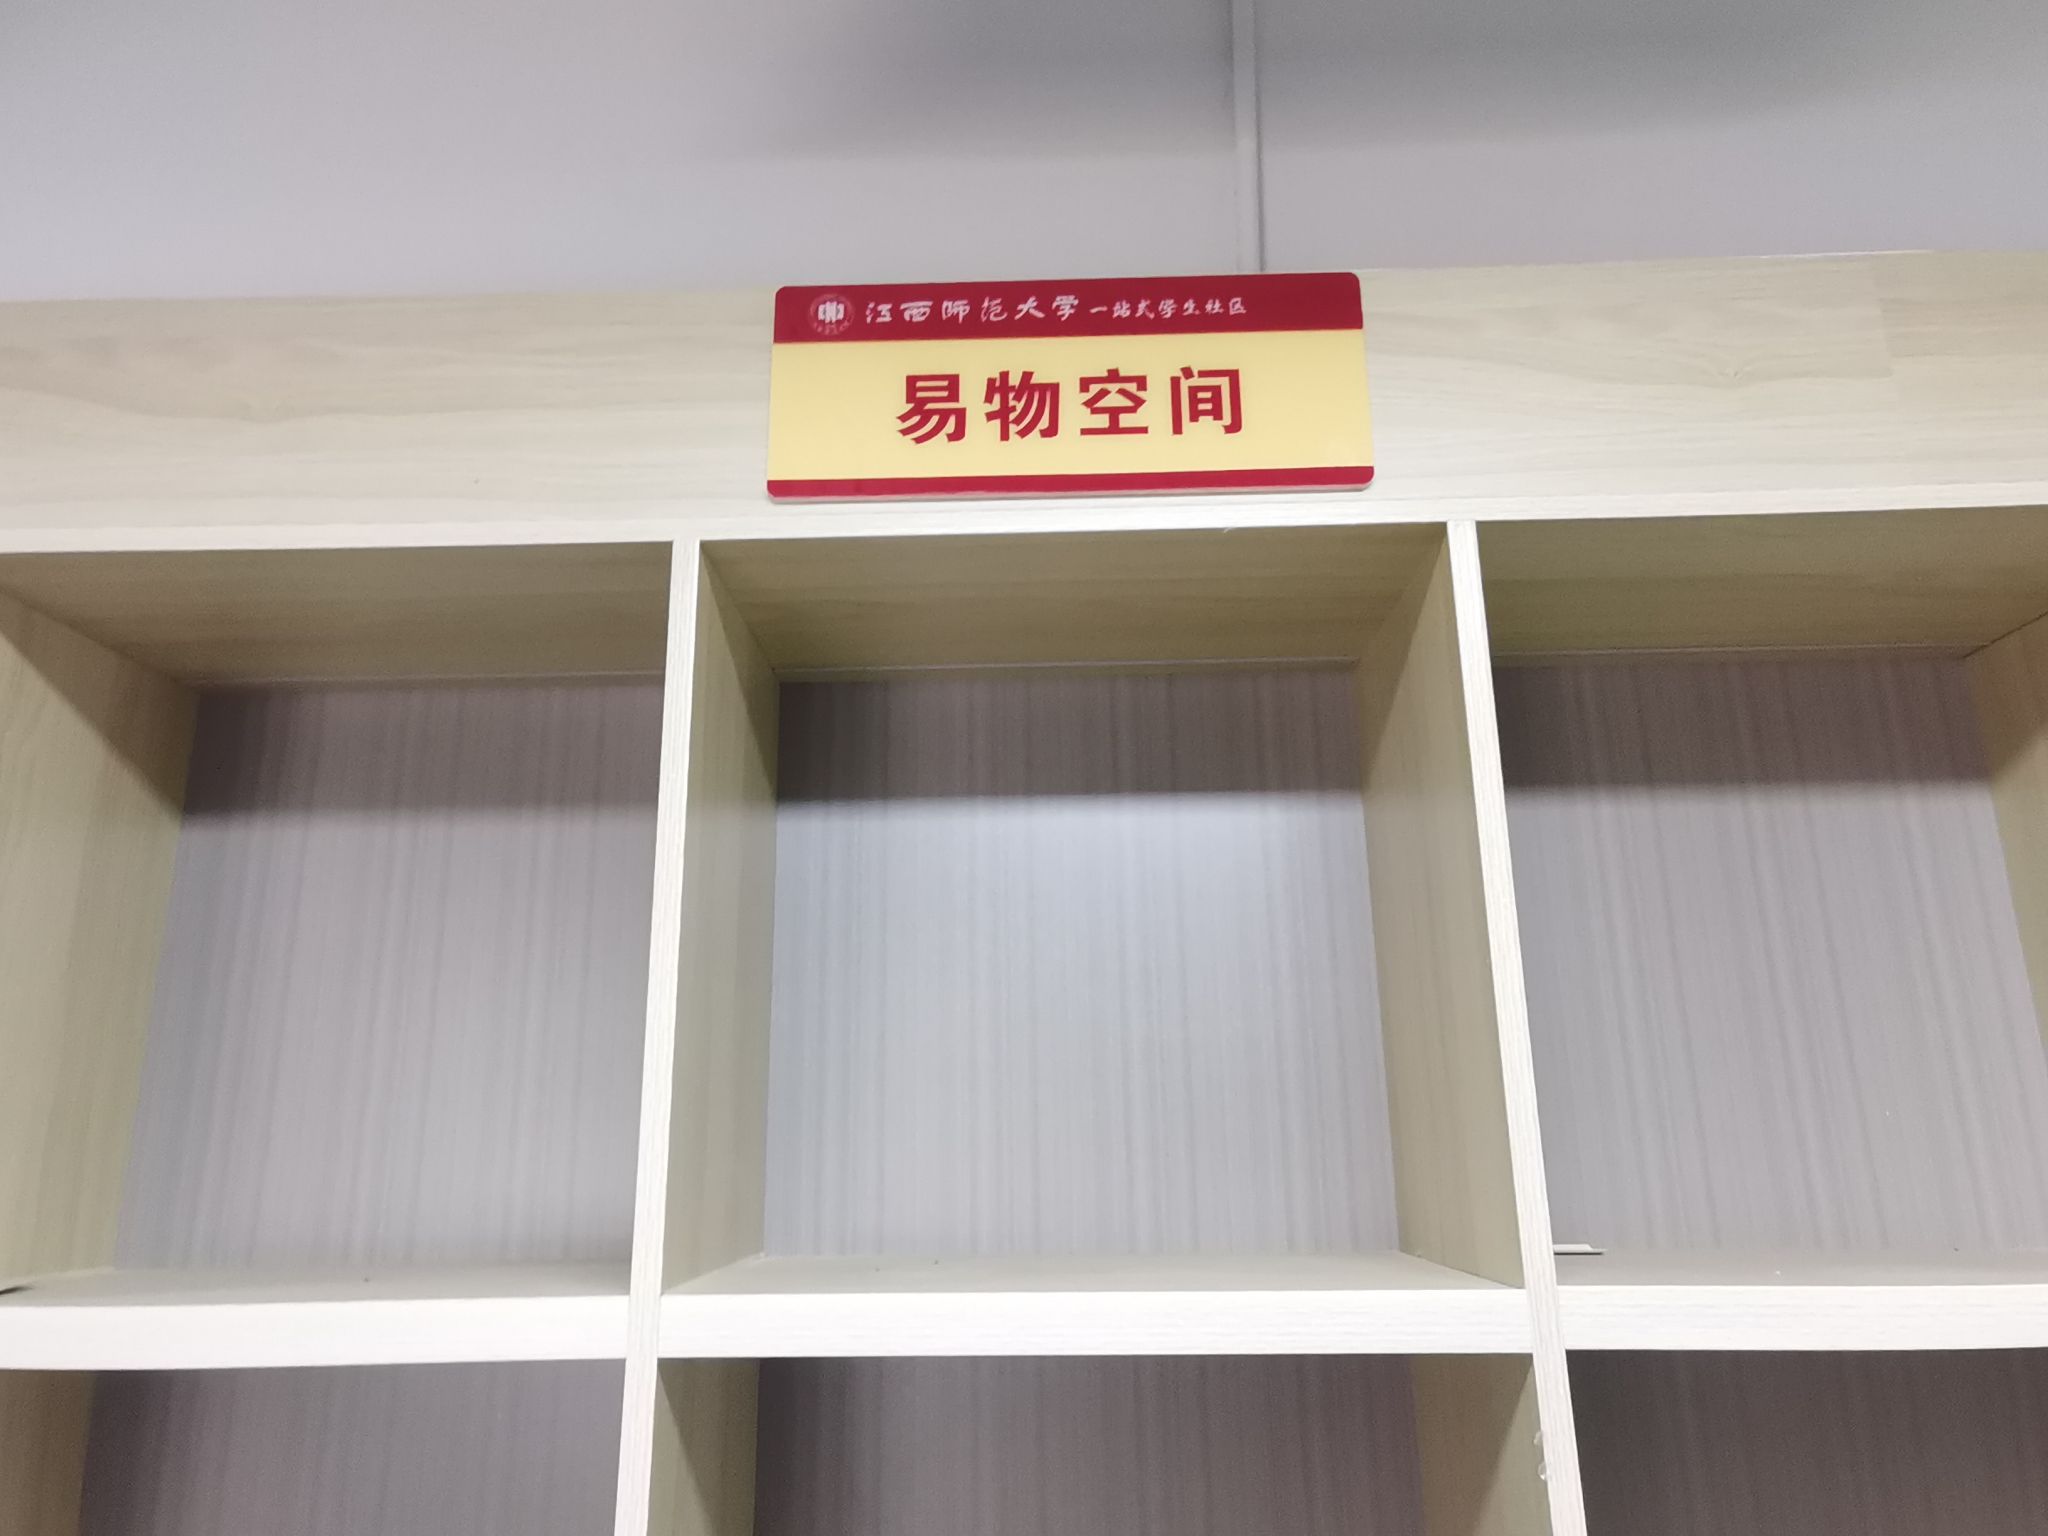 江西师范大学 一站式学生社区
易物空间